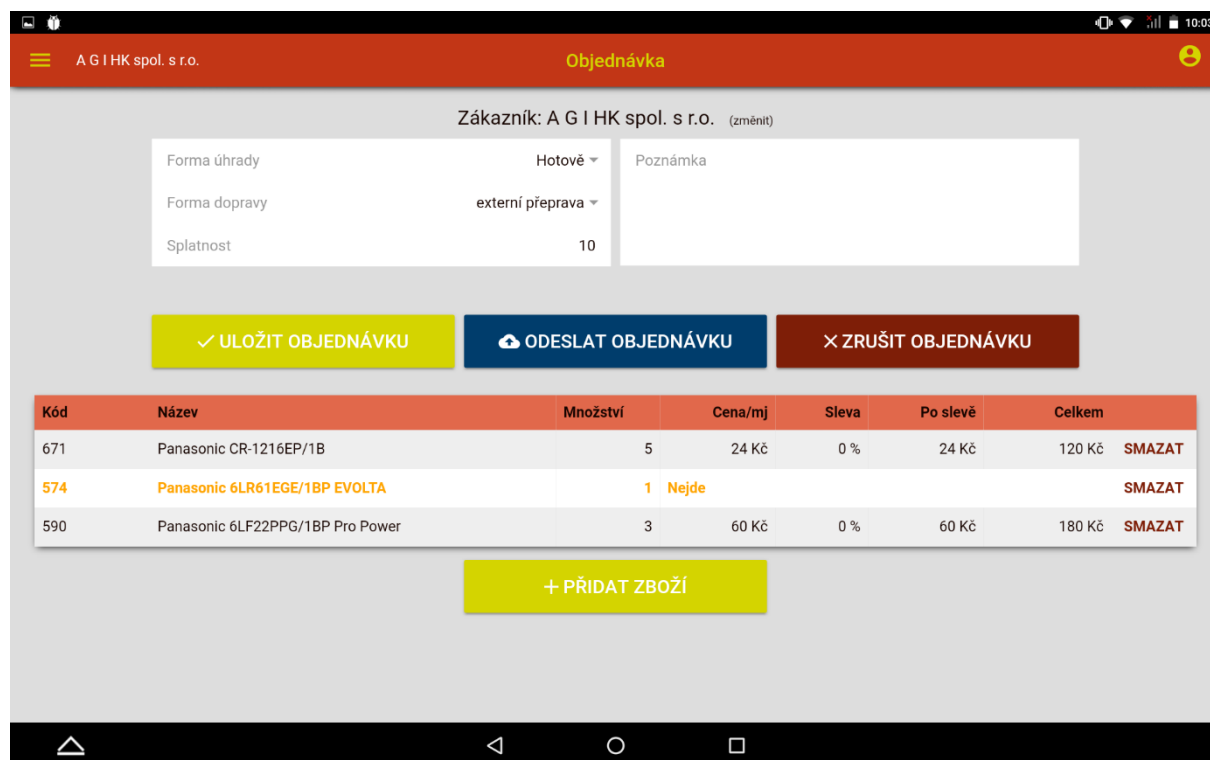 10:03
A G I HK spol. s r.o. Objednávka
Zákazník: A G I HK spol. s r.o. (změnit)
Forma úhrady Hotově Poznámka
Forma dopravy externí přeprava
Splatnost 10
ULOŽIT OBJEDNÁVKU ODESLAT OBJEDNÁVKU ZRUŠIT OBJEDNÁVKU
Kód Název Množství Cena/mj Sleva Po slevě Celkem
671 Panasonic CR-1216EP/1B 5 24 Kč 0 % 24 Kč 120 Kč SMAZAT
574 Panasonic 6LR61EGE/1BP EVOLTA 1 Nejde SMAZAT
590 Panasonic 6LF22PPG/1BP Pro Power 3 60 Kč 0 % 60 Kč 180 Kč SMAZAT
+ PŘIDAT ZBOŽÍ